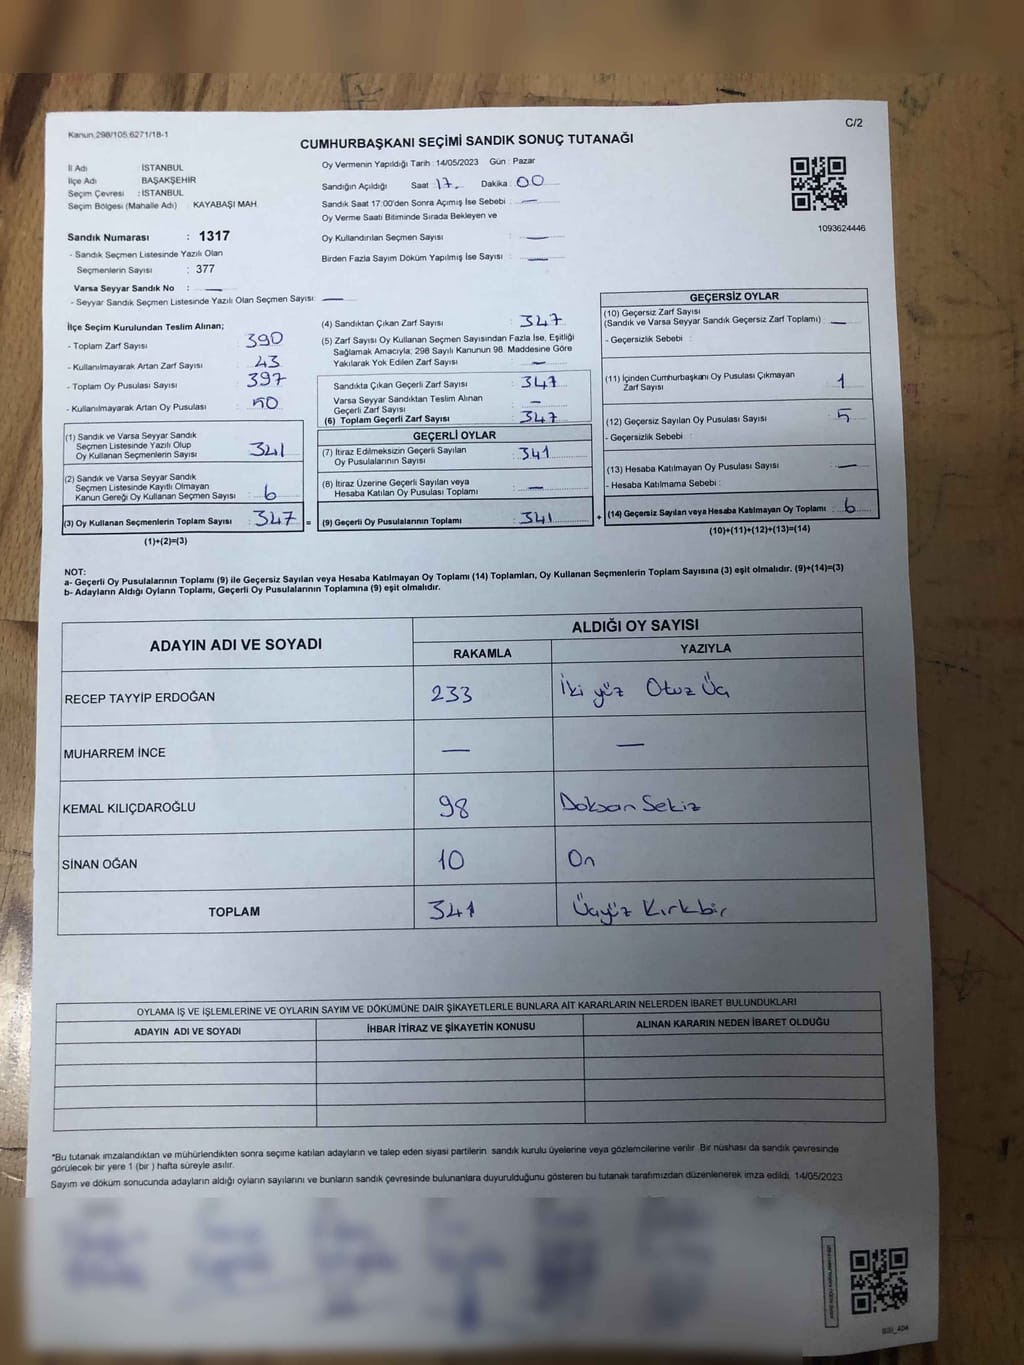 Kanun.298/105,6271/18-1
C/2
CUMHURBAŞKANI SEÇİMİ SANDIK SONUÇ TUTANAĞI
İl Adı İSTANBUL
İlçe Adı BAŞAKŞEHİR
Seçim Çevresi : İSTANBUL
Seçim Bölgesi (Mahalle Adı) KAYABAŞI MAH.
Oy Vermenin Yapıldığı Tarih : 14/05/2023 Gün : Pazar
Sandığın Açıldığı Saat 17. Dakika 00
Sandık Saat 17:00'den Sonra Açımış İse Sebebi : —
Oy Verme Saati Bitiminde Sırada Bekleyen ve
Oy Kullandırılan Seçmen Sayısı : —
Birden Fazla Sayım Döküm Yapılmış İse Sayısı : —
1093624446
Sandık Numarası : 1317
- Sandık Seçmen Listesinde Yazılı Olan
Seçmenlerin Sayısı : 377
Varsa Seyyar Sandık No : —
- Seyyar Sandık Seçmen Listesinde Yazılı Olan Seçmen Sayısı: —
İlçe Seçim Kurulundan Teslim Alınan;
- Toplam Zarf Sayısı 390
- Kullanılmayarak Artan Zarf Sayısı 43
- Toplam Oy Pusulası Sayısı 397
- Kullanılmayarak Artan Oy Pusulası 50
(1) Sandık ve Varsa Seyyar Sandık
Seçmen Listesinde Yazılı Olup
Oy Kullanan Seçmenlerin Sayısı 341
(2) Sandık ve Varsa Seyyar Sandık
Seçmen Listesinde Kayıtlı Olmayan
Kanun Gereği Oy Kullanan Seçmen Sayısı : 6
(3) Oy Kullanan Seçmenlerin Toplam Sayısı : 347 =
(1)+(2)=(3)
(4) Sandıktan Çıkan Zarf Sayısı : 347
(5) Zarf Sayısı Oy Kullanan Seçmen Sayısından Fazla İse, Eşitliği
Sağlamak Amacıyla, 298 Sayılı Kanunun 98. Maddesine Göre
Yakılarak Yok Edilen Zarf Sayısı : —
Sandıkta Çıkan Geçerli Zarf Sayısı : 347
Varsa Seyyar Sandıktan Teslim Alınan
Geçerli Zarf Sayısı : —
(6) Toplam Geçerli Zarf Sayısı : 347
GEÇERLİ OYLAR
(7) İtiraz Edilmeksizin Geçerli Sayılan
Oy Pusulalarının Sayısı : 341
(8) İtiraz Üzerine Geçerli Sayılan veya
Hesaba Katılan Oy Pusulası Toplamı : —
(9) Geçerli Oy Pusulalarının Toplamı : 341 +
GEÇERSİZ OYLAR
(10) Geçersiz Zarf Sayısı
(Sandık ve Varsa Seyyar Sandık Geçersiz Zarf Toplamı) : —
- Geçersizlik Sebebi :
(11) İçinden Cumhurbaşkanı Oy Pusulası Çıkmayan
Zarf Sayısı : 1
(12) Geçersiz Sayılan Oy Pusulası Sayısı : 5
- Geçersizlik Sebebi :
(13) Hesaba Katılmayan Oy Pusulası Sayısı : —
- Hesaba Katılmama Sebebi :
(14) Geçersiz Sayılan veya Hesaba Katılmayan Oy Toplamı : 6
(10)+(11)+(12)+(13)=(14)
NOT:
a- Geçerli Oy Pusulalarının Toplamı (9) ile Geçersiz Sayılan veya Hesaba Katılmayan Oy Toplamı (14) Toplamları, Oy Kullanan Seçmenlerin Toplam Sayısına (3) eşit olmalıdır. (9)+(14)=(3)
b- Adayların Aldığı Oyların Toplamı, Geçerli Oy Pusulalarının Toplamına (9) eşit olmalıdır.
ADAYIN ADI VE SOYADI ALDIĞI OY SAYISI
RAKAMLA YAZIYLA
RECEP TAYYİP ERDOĞAN 233 İki yüz Otuz Üç
MUHARREM İNCE — —
KEMAL KILIÇDAROĞLU 98 Doksan Sekiz
SİNAN OĞAN 10 On
TOPLAM 341 Üçyüz Kırkbir
OYLAMA İŞ VE İŞLEMLERİNE VE OYLARIN SAYIM VE DÖKÜMÜNE DAİR ŞİKAYETLERLE BUNLARA AİT KARARLARIN NELERDEN İBARET BULUNDUKLARI
ADAYIN ADI VE SOYADI İHBAR İTİRAZ VE ŞİKAYETİN KONUSU ALINAN KARARIN NEDEN İBARET OLDUĞU
*Bu tutanak imzalandıktan ve mühürlendikten sonra seçime katılan adayların ve talep eden siyasi partilerin sandık kurulu üyelerine veya gözlemcilerine verilir. Bir nüshası da sandık çevresinde
görülecek bir yere 1 (bir ) hafta süreyle asılır.
Sayım ve döküm sonucunda adayların aldığı oyların sayılarını ve bunların sandık çevresinde bulunanlara duyurulduğunu gösteren bu tutanak tarafımızdan düzenlenerek imza edildi. 14/05/2023